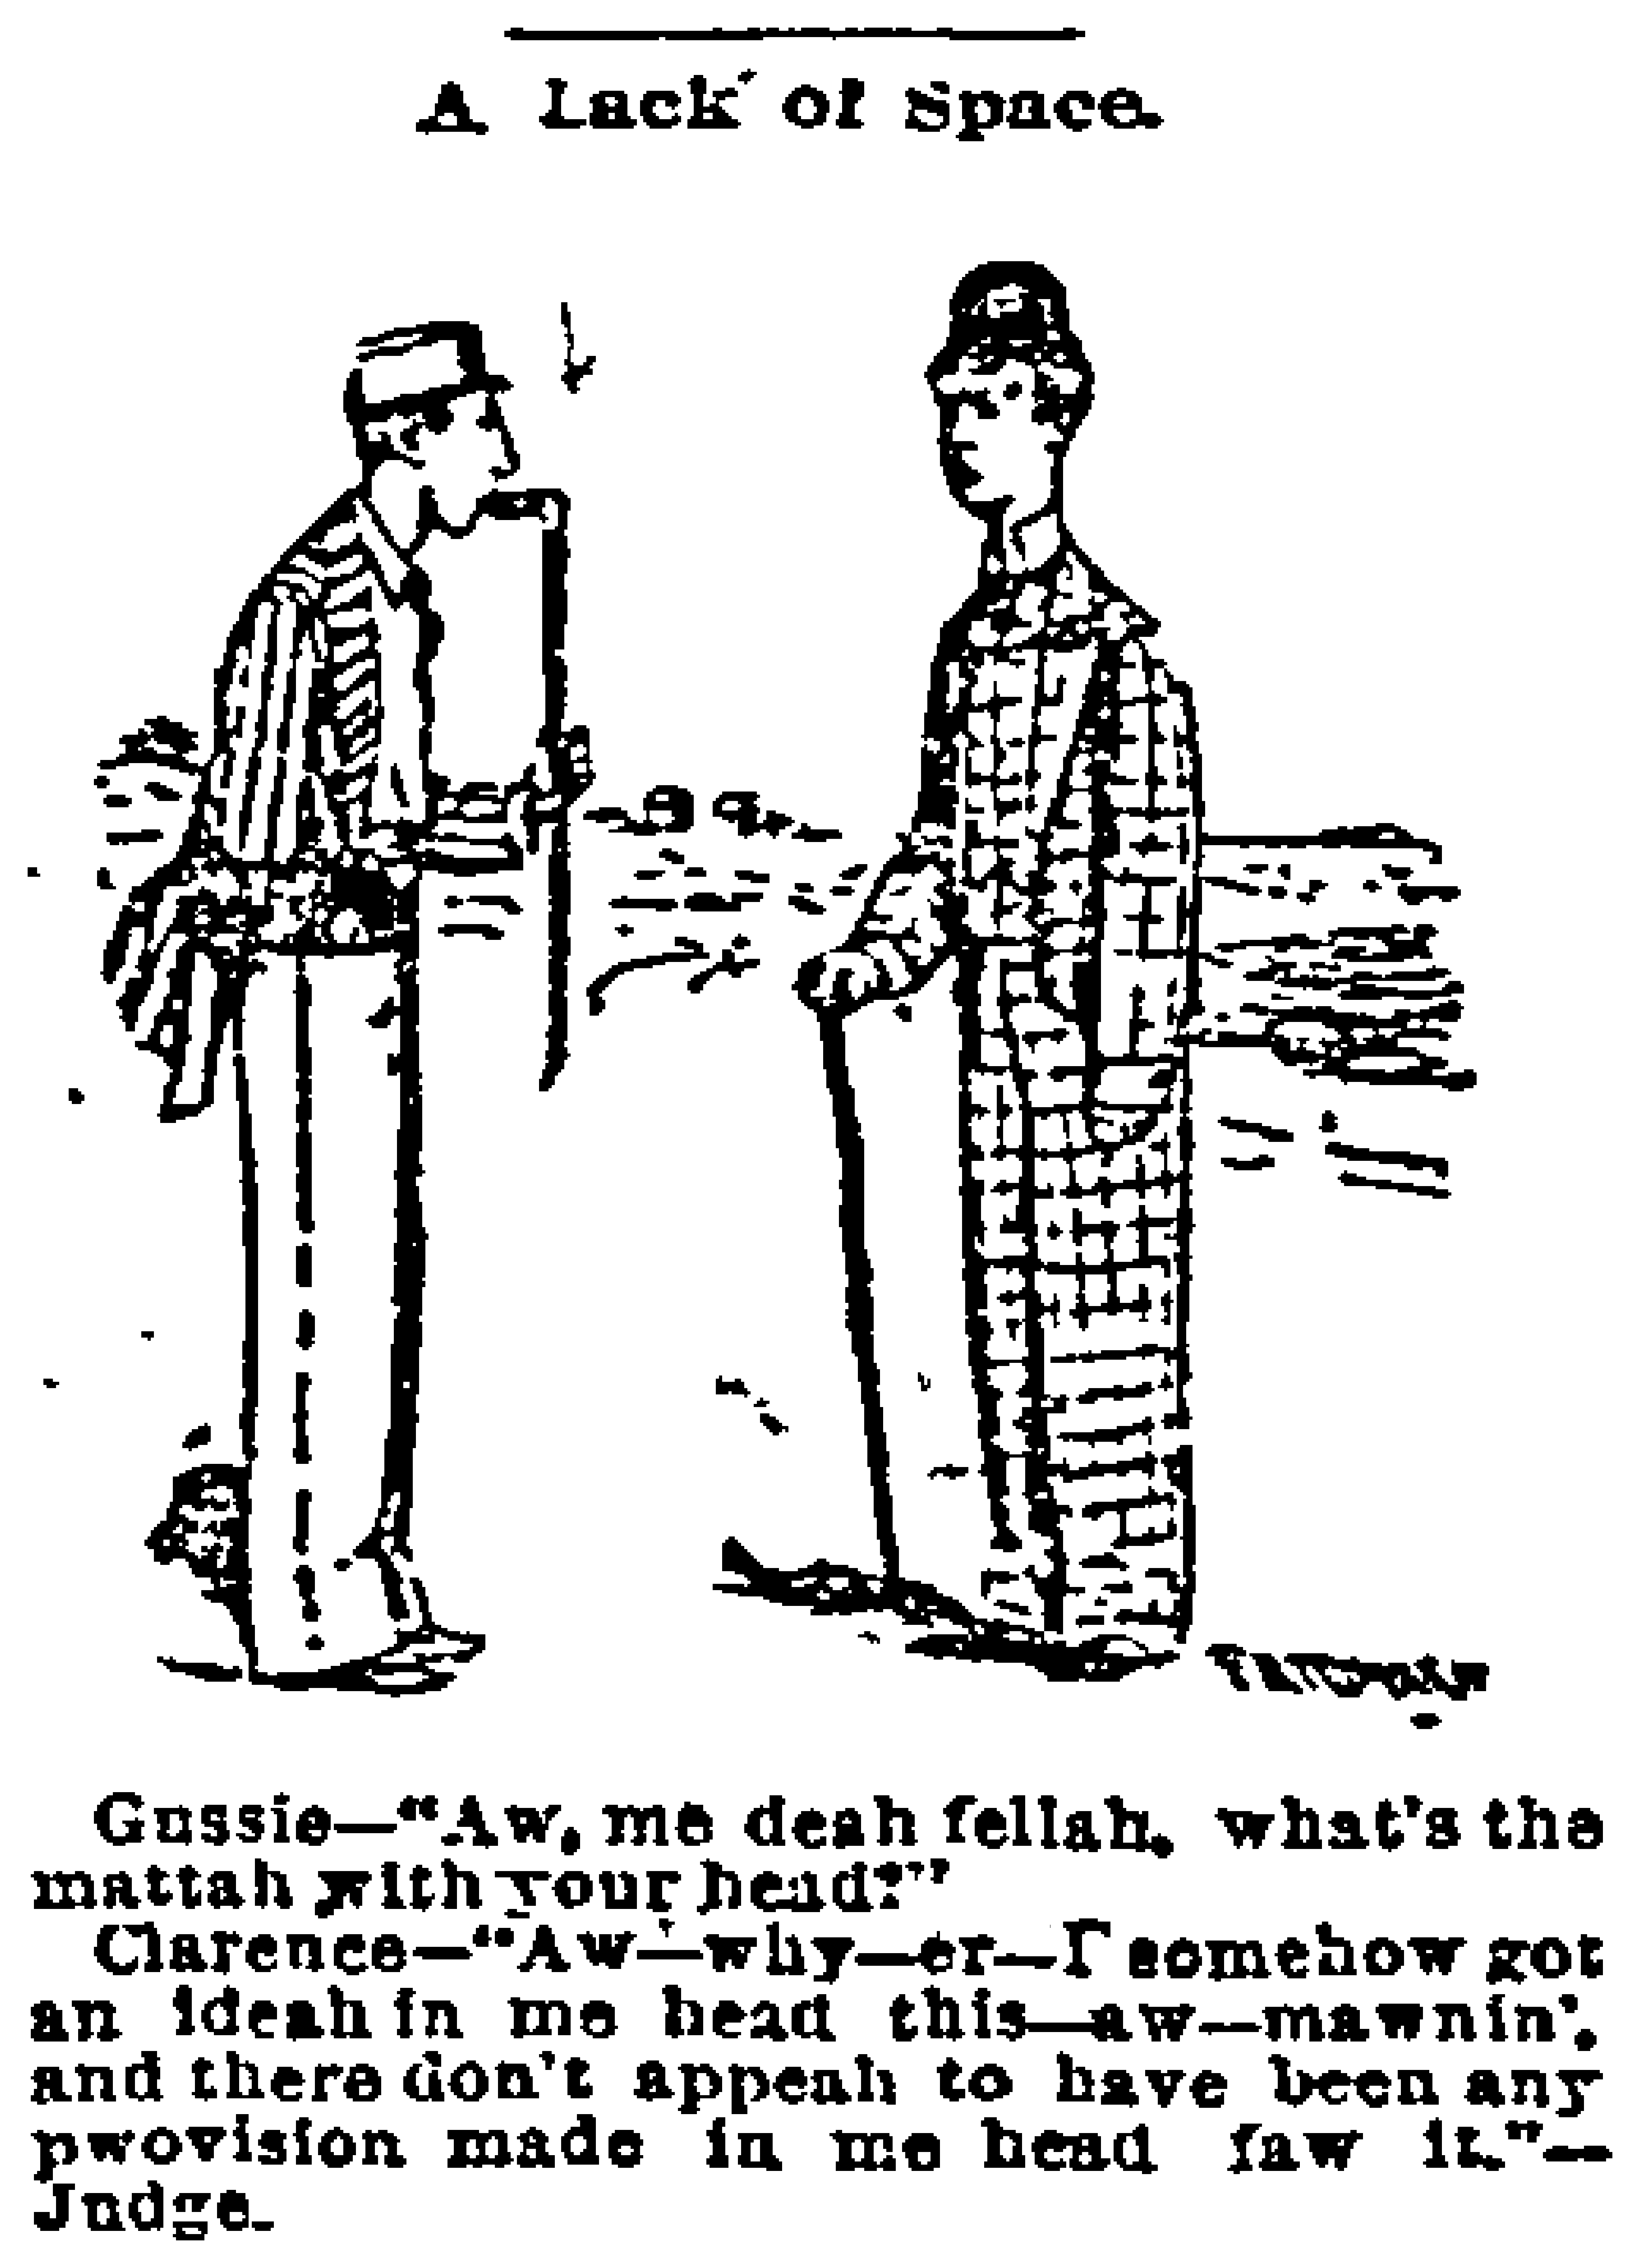 A Lack of Space.
Gussie—“Aw, me deah fellah, what's the
mattah with your head?”
Clarence—“Aw—why—er—I somehow got
an ideah in me head this—aw—mawnin',
and there don't appeah to have been any
pwovision made in me head faw it.”—
Judge.